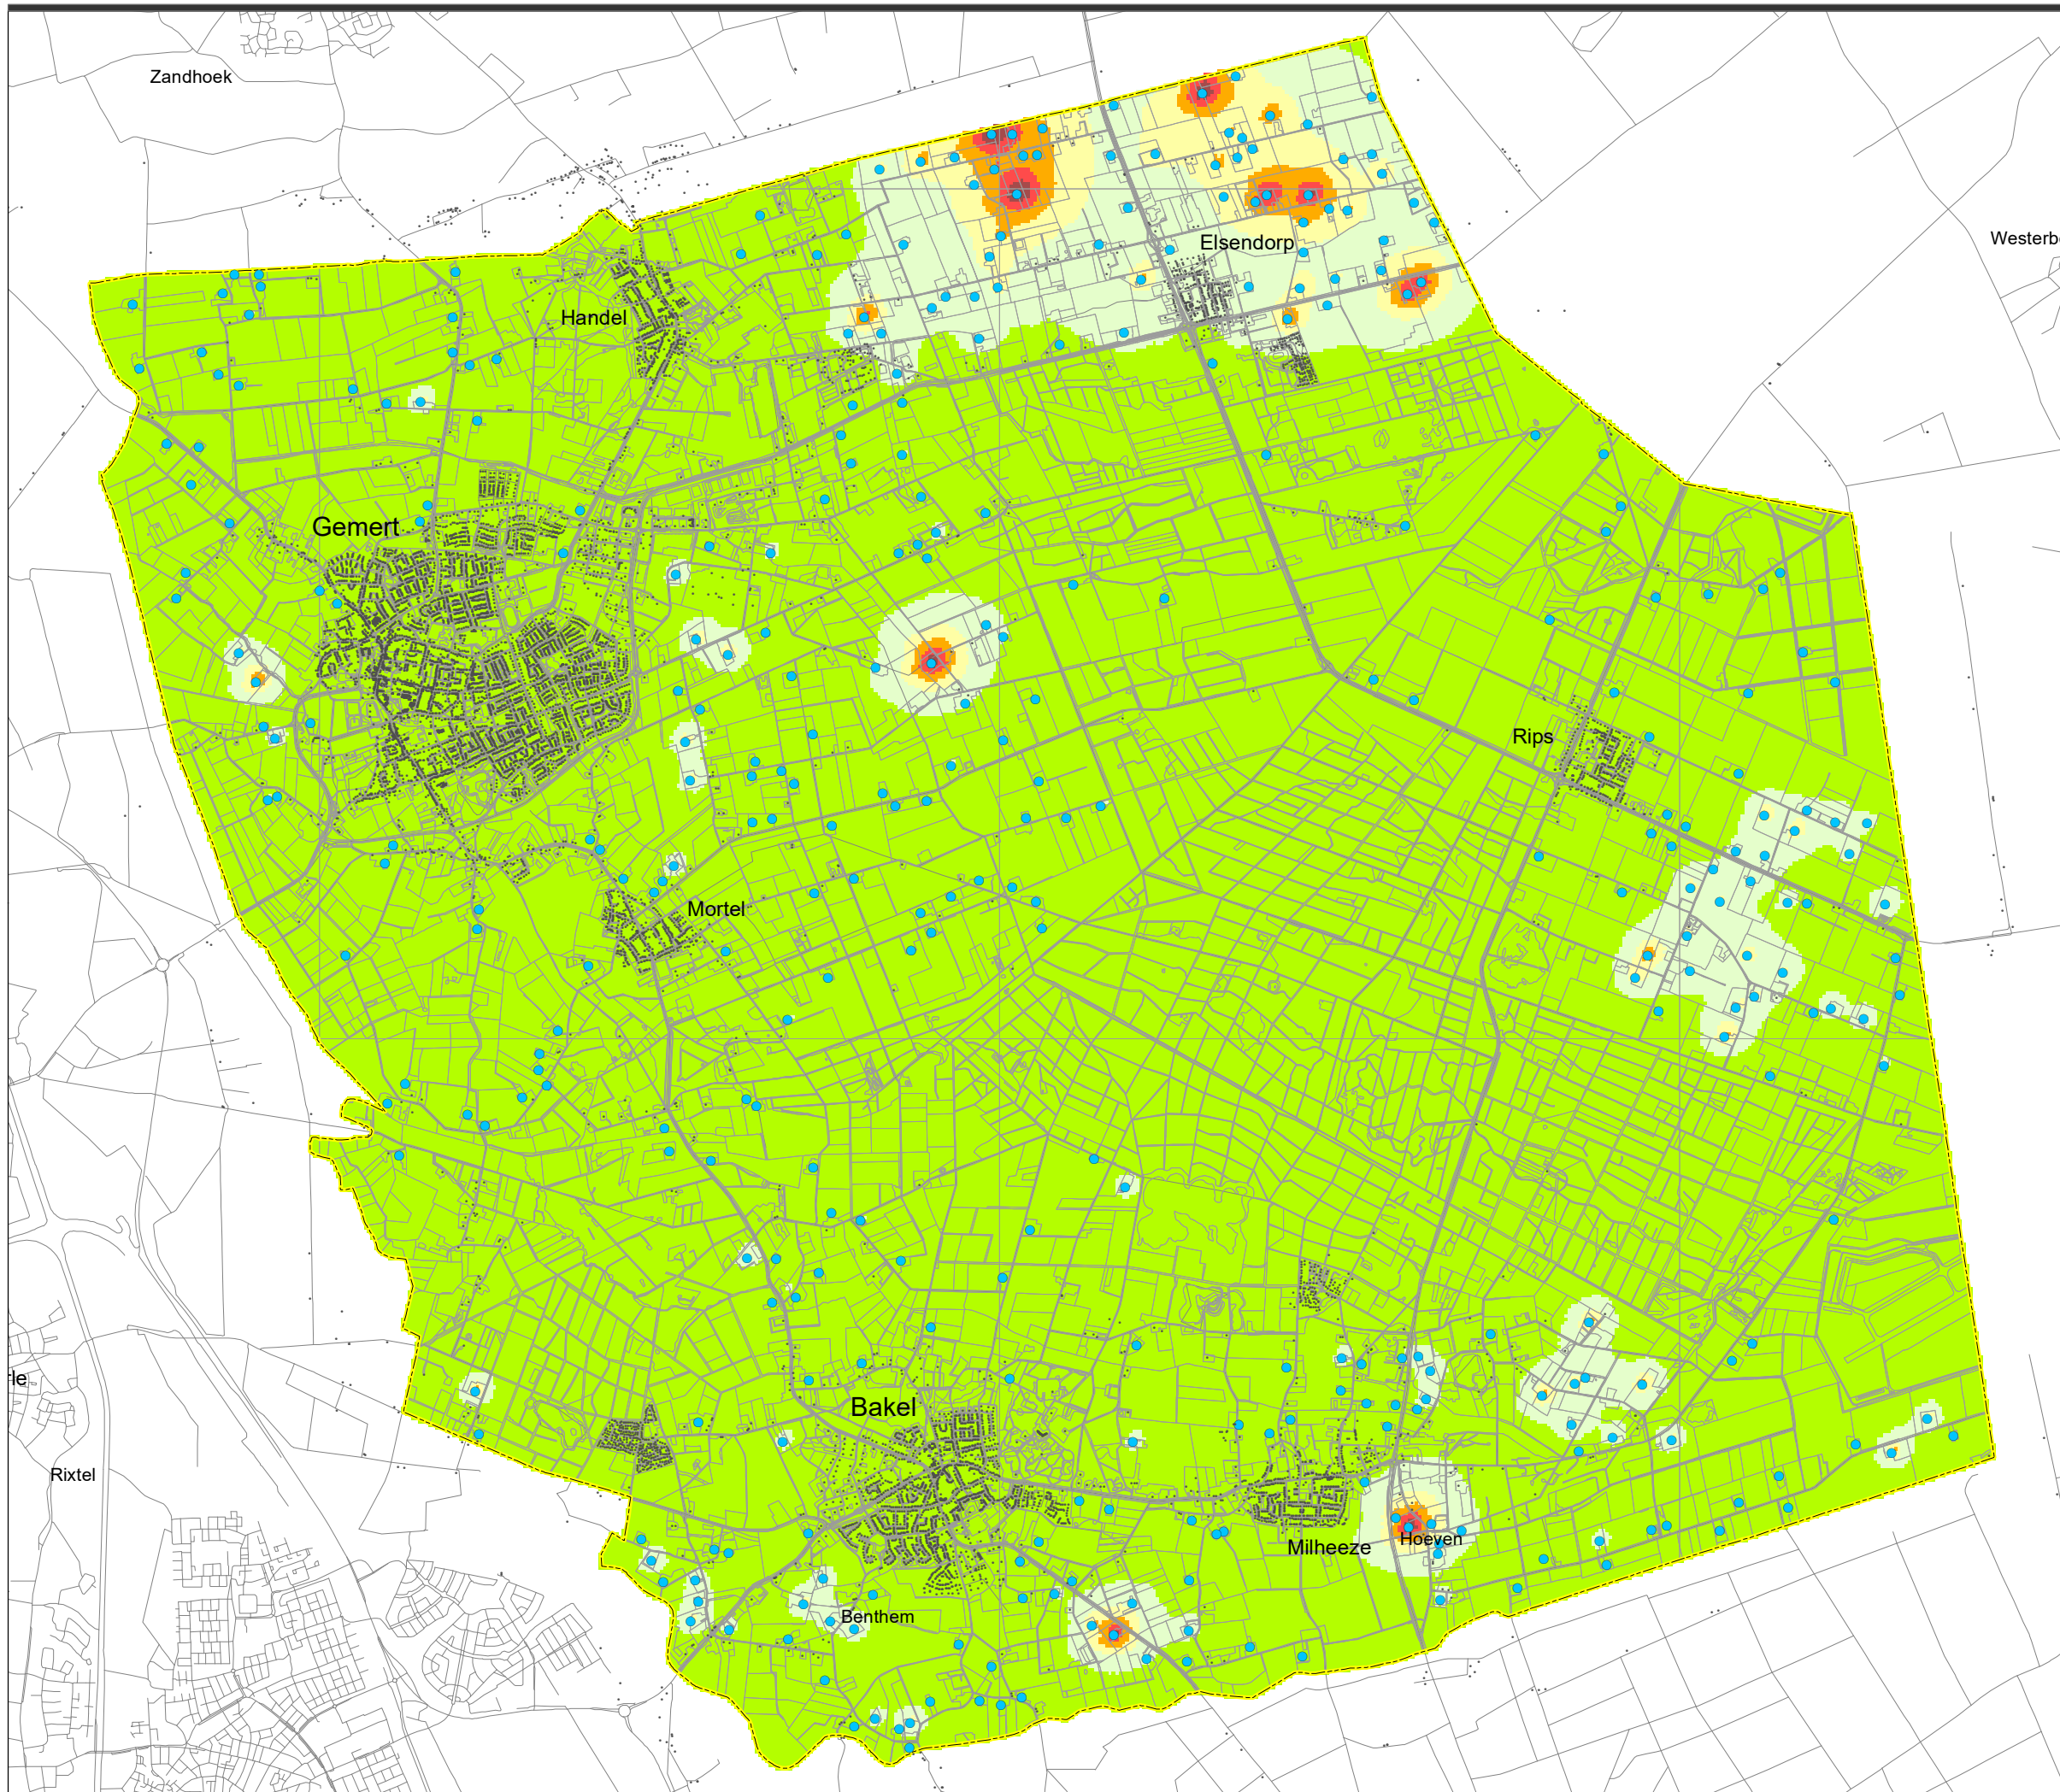 Zandhoek
Westerb
Elsendorp
Handel
Gemert
Rips
Mortel
rle
Bakel
Rixtel
Hoeven
Milheeze
Benthem